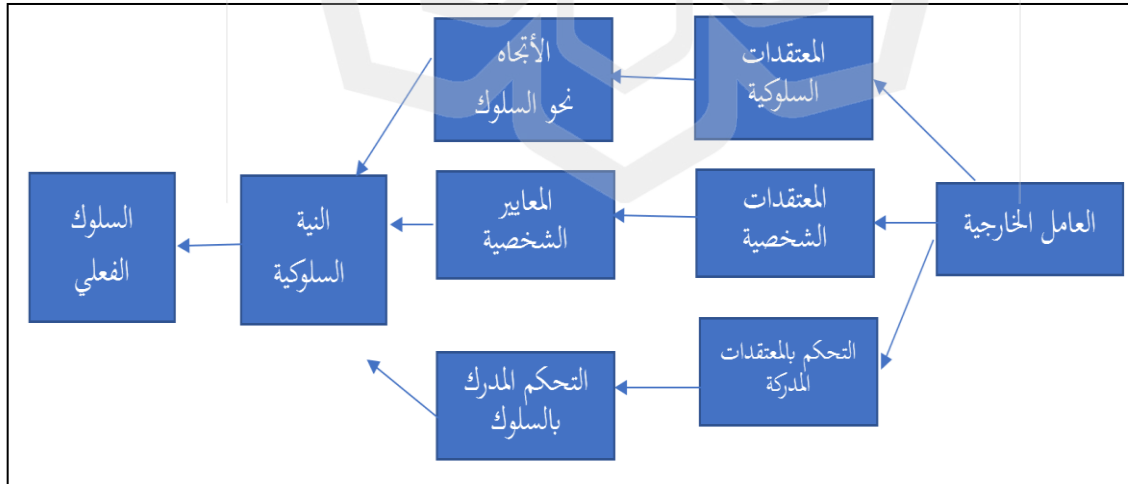 العامل الخارجية
المعتقدات
السلوكية
الأتجاه
نحو السلوك
المعتقدات
الشخصية
المعايير
الشخصية
التحكم بالمعتقدات
المدركة
التحكم المدرك
بالسلوك
النية
السلوكية
السلوك
الفعلي